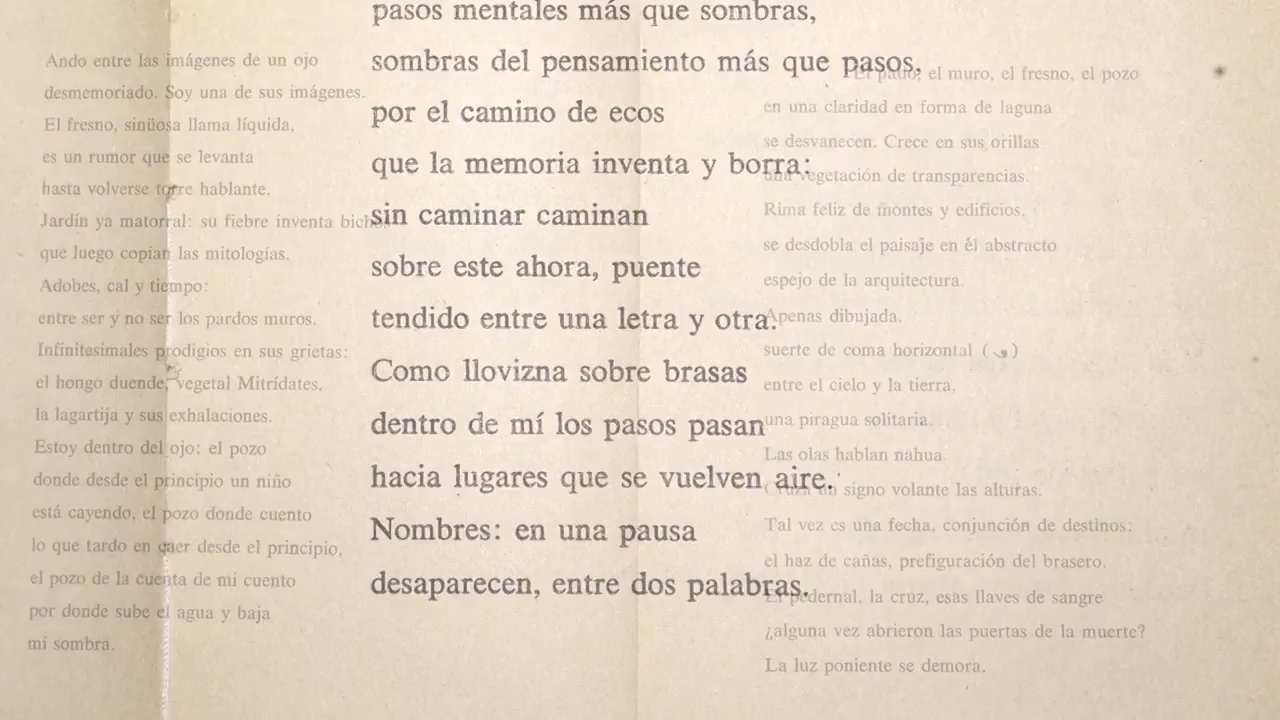 Ando entre las imágenes de un ojo
desmemoriado. Soy una de sus imágenes.
El fresno, sinüosa llama líquida,
es un rumor que se levanta
hasta volverse torre hablante.
Jardín ya matorral: su fiebre inventa bichos
que luego copian las mitologías.
Adobes, cal y tiempo:
entre ser y no ser los pardos muros.
Infinitesimales prodigios en sus grietas:
el hongo duende, vegetal Mitrídates,
la lagartija y sus exhalaciones.
Estoy dentro del ojo: el pozo
donde desde el principio un niño
está cayendo, el pozo donde cuento
lo que tardo en caer desde el principio,
el pozo de la cuenta de mi cuento
por donde sube el agua y baja
mi sombra.
pasos mentales más que sombras,
sombras del pensamiento más que pasos,
por el camino de ecos
que la memoria inventa y borra:
sin caminar caminan
sobre este ahora, puente
tendido entre una letra y otra.
Como llovizna sobre brasas
dentro de mí los pasos pasan
hacia lugares que se vuelven aire.
Nombres: en una pausa
desaparecen, entre dos palabras.
El patio, el muro, el fresno, el pozo
en una claridad en forma de laguna
se desvanecen. Crece en sus orillas
una vegetación de transparencias.
Rima feliz de montes y edificios,
se desdobla el paisaje en él abstracto
espejo de la arquitectura.
Apenas dibujada,
suerte de coma horizontal ( )
entre el cielo y la tierra,
una piragua solitaria.
Las olas hablan nahua.
Cruza un signo volante las alturas.
Tal vez es una fecha, conjunción de destinos:
el haz de cañas, prefiguración del brasero.
El pedernal, la cruz, esas llaves de sangre
¿alguna vez abrieron las puertas de la muerte?
La luz poniente se demora.